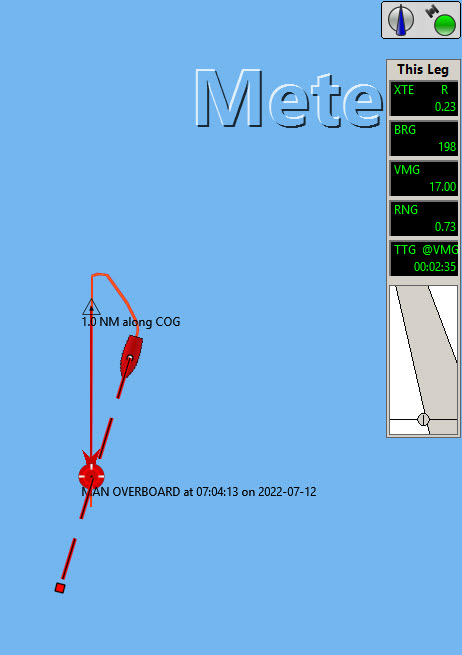 Mete
This Leg
XTE R
0.23
BRG
198
VMG
17.00
RNG
0.73
TTG @VMG
00:02:35
1.0 NM along COG
MAN OVERBOARD at 07:04:13 on 2022-07-12